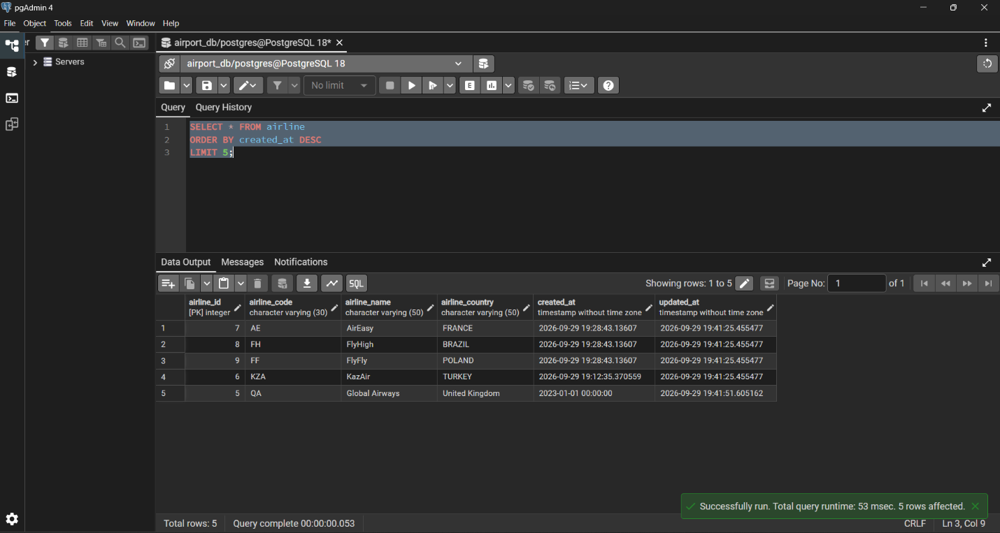 pgAdmin 4
File Object Tools Edit View Window Help
er
airport_db/postgres@PostgreSQL 18*
Servers
airport_db/postgres@PostgreSQL 18
No limit
E
Query Query History
1 SELECT * FROM airline
2 ORDER BY created_at DESC
3 LIMIT 5;
Data Output Messages Notifications
SQL Showing rows: 1 to 5 Page No: 1 of 1
airline_id airline_code airline_name airline_country created_at updated_at
[PK] integer character varying (30) character varying (50) character varying (50) timestamp without time zone timestamp without time zone
1 7 AE AirEasy FRANCE 2026-09-29 19:28:43.13607 2026-09-29 19:41:25.455477
2 8 FH FlyHigh BRAZIL 2026-09-29 19:28:43.13607 2026-09-29 19:41:25.455477
3 9 FF FlyFly POLAND 2026-09-29 19:28:43.13607 2026-09-29 19:41:25.455477
4 6 KZA KazAir TURKEY 2026-09-29 19:12:35.370559 2026-09-29 19:41:25.455477
5 5 QA Global Airways United Kingdom 2023-01-01 00:00:00 2026-09-29 19:41:51.605162
Successfully run. Total query runtime: 53 msec. 5 rows affected.
Total rows: 5 Query complete 00:00:00.053 CRLF Ln 3, Col 9